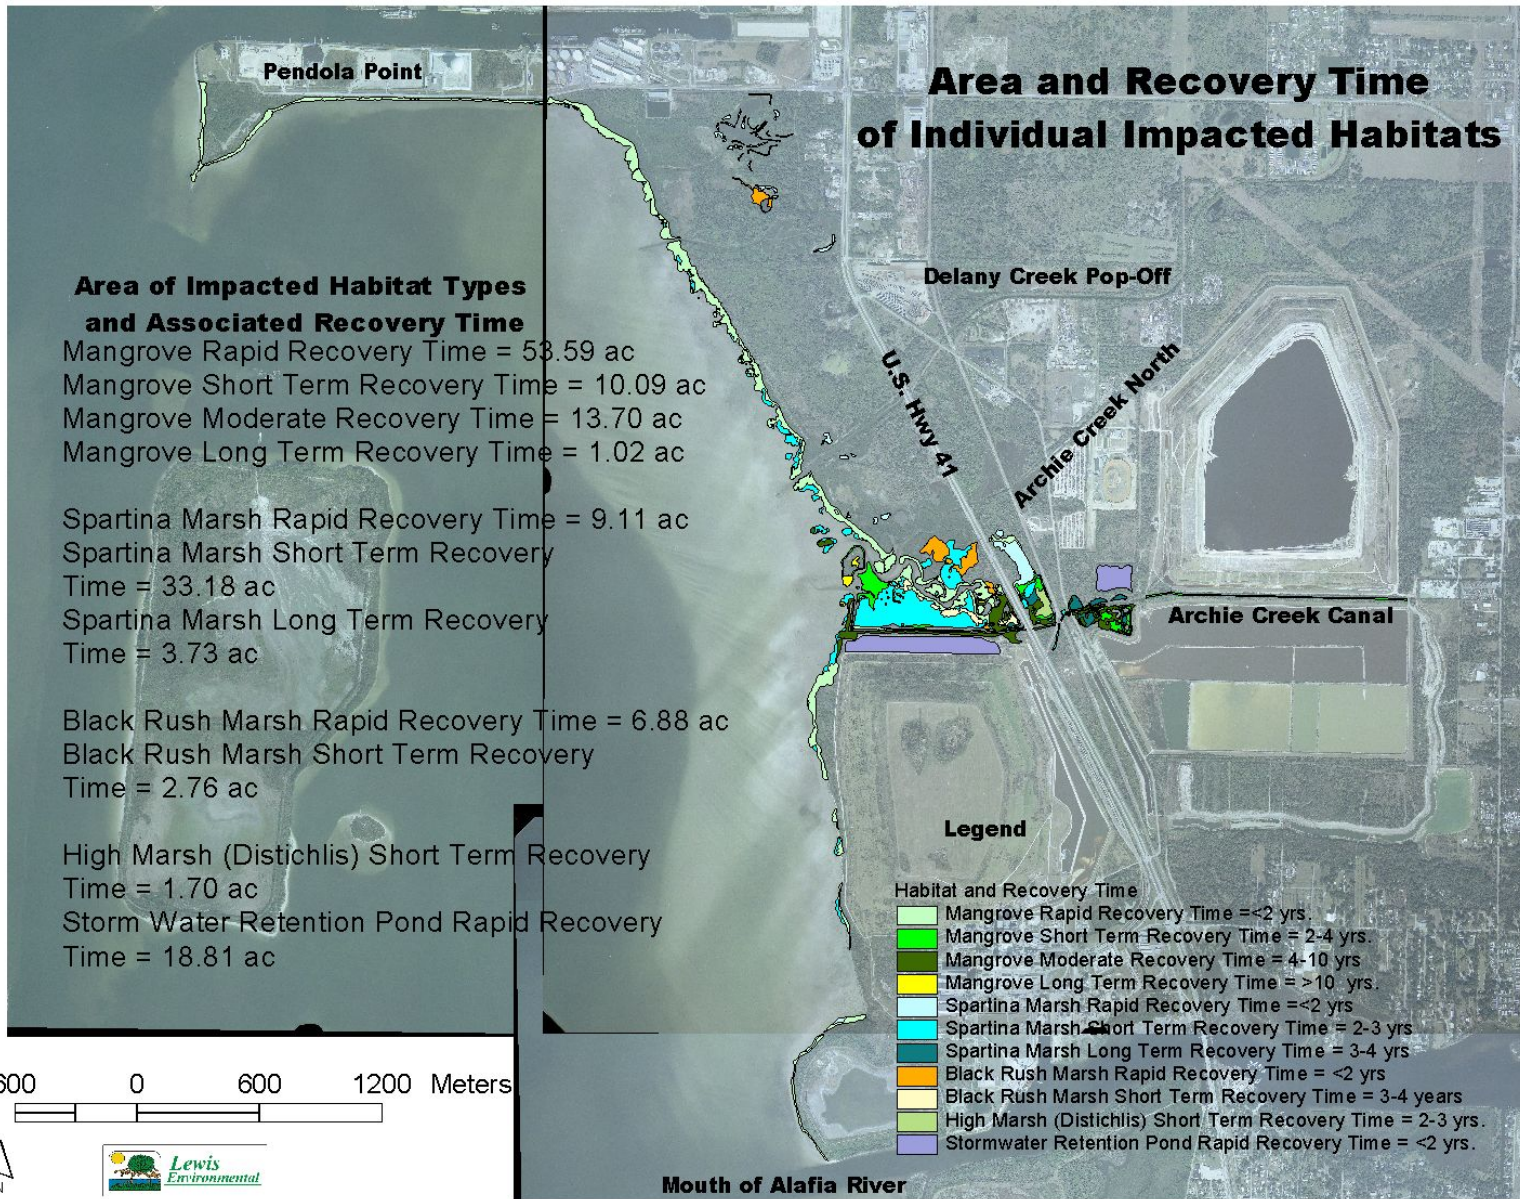 Pendola Point
Area and Recovery Time
of Individual Impacted Habitats
Delany Creek Pop-Off
U.S. Hwy 41
Archie Creek North
Archie Creek Canal
Area of Impacted Habitat Types
and Associated Recovery Time
Mangrove Rapid Recovery Time = 53.59 ac
Mangrove Short Term Recovery Time = 10.09 ac
Mangrove Moderate Recovery Time = 13.70 ac
Mangrove Long Term Recovery Time = 1.02 ac
Spartina Marsh Rapid Recovery Time = 9.11 ac
Spartina Marsh Short Term Recovery
Time = 33.18 ac
Spartina Marsh Long Term Recovery
Time = 3.73 ac
Black Rush Marsh Rapid Recovery Time = 6.88 ac
Black Rush Marsh Short Term Recovery
Time = 2.76 ac
High Marsh (Distichlis) Short Term Recovery
Time = 1.70 ac
Storm Water Retention Pond Rapid Recovery
Time = 18.81 ac
Legend
Habitat and Recovery Time
Mangrove Rapid Recovery Time =<2 yrs.
Mangrove Short Term Recovery Time = 2-4 yrs.
Mangrove Moderate Recovery Time = 4-10 yrs
Mangrove Long Term Recovery Time = >10 yrs.
Spartina Marsh Rapid Recovery Time =<2 yrs
Spartina Marsh Short Term Recovery Time = 2-3 yrs
Spartina Marsh Long Term Recovery Time = 3-4 yrs
Black Rush Marsh Rapid Recovery Time = <2 yrs
Black Rush Marsh Short Term Recovery Time = 3-4 years
High Marsh (Distichlis) Short Term Recovery Time = 2-3 yrs.
Stormwater Retention Pond Rapid Recovery Time = <2 yrs.
600 0 600 1200 Meters
Lewis
Environmental
Mouth of Alafia River